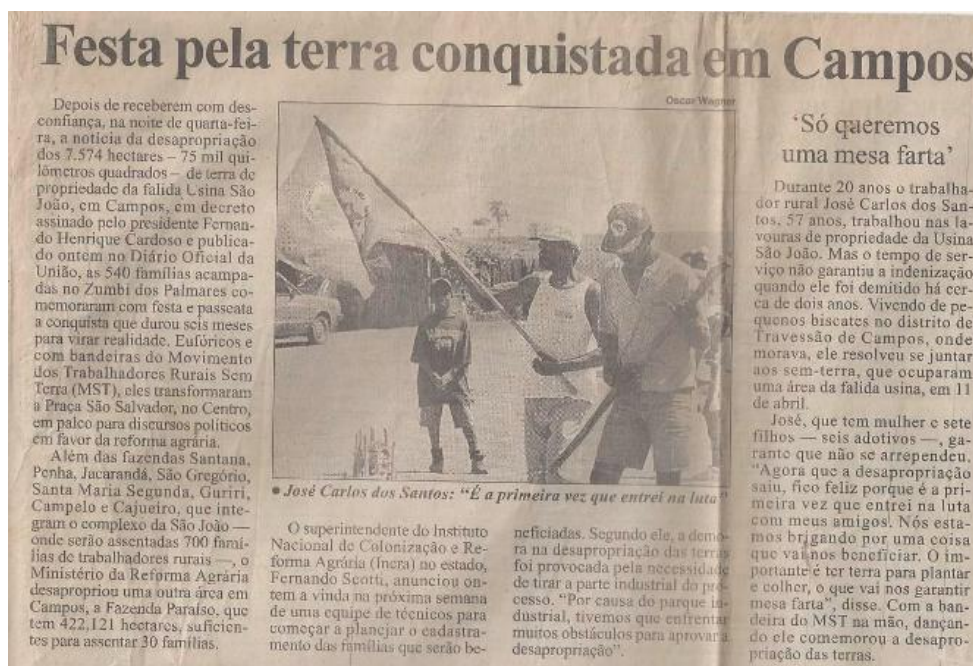 Festa pela terra conquistada em Campos
Depois de receberem com des-
confiança, na noite de quarta-fei-
ra, a notícia da desapropriação
dos 7.574 hectares – 75 mil qui-
lômetros quadrados – de terra de
propriedade da falida Usina São
João, em Campos, em decreto
assinado pelo presidente Fernan-
do Henrique Cardoso e publica-
do ontem no Diário Oficial da
União, as 540 famílias acampa-
das no Zumbi dos Palmares co-
memoraram com festa e passeata
a conquista que durou seis meses
para virar realidade. Eufóricos e
com bandeiras do Movimento
dos Trabalhadores Rurais Sem
Terra (MST), eles transformaram
a Praça São Salvador, no Centro,
em palco para discursos políticos
em favor da reforma agrária.
Além das fazendas Santana,
Penha, Jacarandá, São Gregório,
Santa Maria Segunda, Guriri,
Campelo e Cajueiro, que inte-
gram o complexo da São João —
onde serão assentadas 700 famí-
lias de trabalhadores rurais —, o
Ministério da Reforma Agrária
desapropriou uma outra área em
Campos, a Fazenda Paraíso, que
tem 422,121 hectares, suficien-
tes para assentar 30 famílias.
Oscar Wagner
• José Carlos dos Santos: “É a primeira vez que entrei na luta”
O superintendente do Instituto
Nacional de Colonização e Re-
forma Agrária (Incra) no estado,
Fernando Scotti, anunciou on-
tem a vinda na próxima semana
de uma equipe de técnicos para
começar a planejar o cadastra-
mento das famílias que serão be-
neficiadas. Segundo ele, a demo-
ra na desapropriação das terras
foi provocada pela necessidade
de tirar a parte industrial do pro-
cesso. “Por causa do parque in-
dustrial, tivemos que enfrentar
muitos obstáculos para aprovar a
desapropriação”.
‘Só queremos
uma mesa farta’
Durante 20 anos o trabalha-
dor rural José Carlos dos San-
tos, 57 anos, trabalhou nas la-
vouras de propriedade da Usina
São João. Mas o tempo de ser-
viço não garantiu a indenização
quando ele foi demitido há cer-
ca de dois anos. Vivendo de pe-
quenos biscates no distrito de
Travessão de Campos, onde
morava, ele resolveu se juntar
aos sem-terra, que ocuparam
uma área da falida usina, em 11
de abril.
José, que tem mulher e sete
filhos — seis adotivos —, ga-
rante que não se arrependeu.
“Agora que a desapropriação
saiu, fico feliz porque é a pri-
meira vez que entrei na luta
com meus amigos. Nós esta-
mos brigando por uma coisa
que vai nos beneficiar. O im-
portante é ter terra para plantar
e colher, o que vai nos garantir
mesa farta”, disse. Com a ban-
deira do MST na mão, dançan-
do ele comemorou a desapro-
priação das terras.